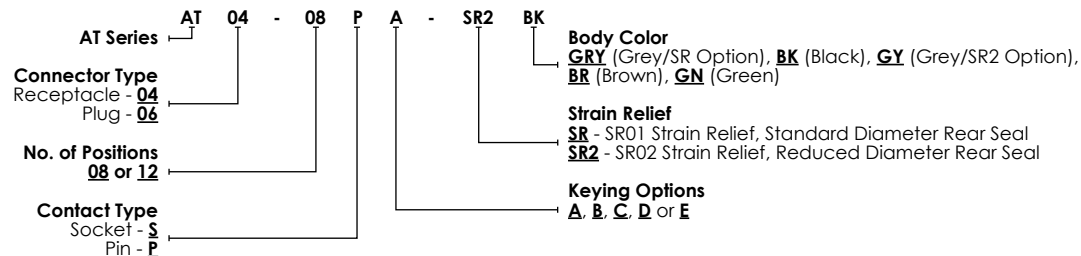 AT 04 - 08 P A - SR2 BK
AT Series
Connector Type
Receptacle - 04
Plug - 06
No. of Positions
08 or 12
Contact Type
Socket - S
Pin - P
Body Color
GRY (Grey/SR Option), BK (Black), GY (Grey/SR2 Option),
BR (Brown), GN (Green)
Strain Relief
SR - SR01 Strain Relief, Standard Diameter Rear Seal
SR2 - SR02 Strain Relief, Reduced Diameter Rear Seal
Keying Options
A, B, C, D or E